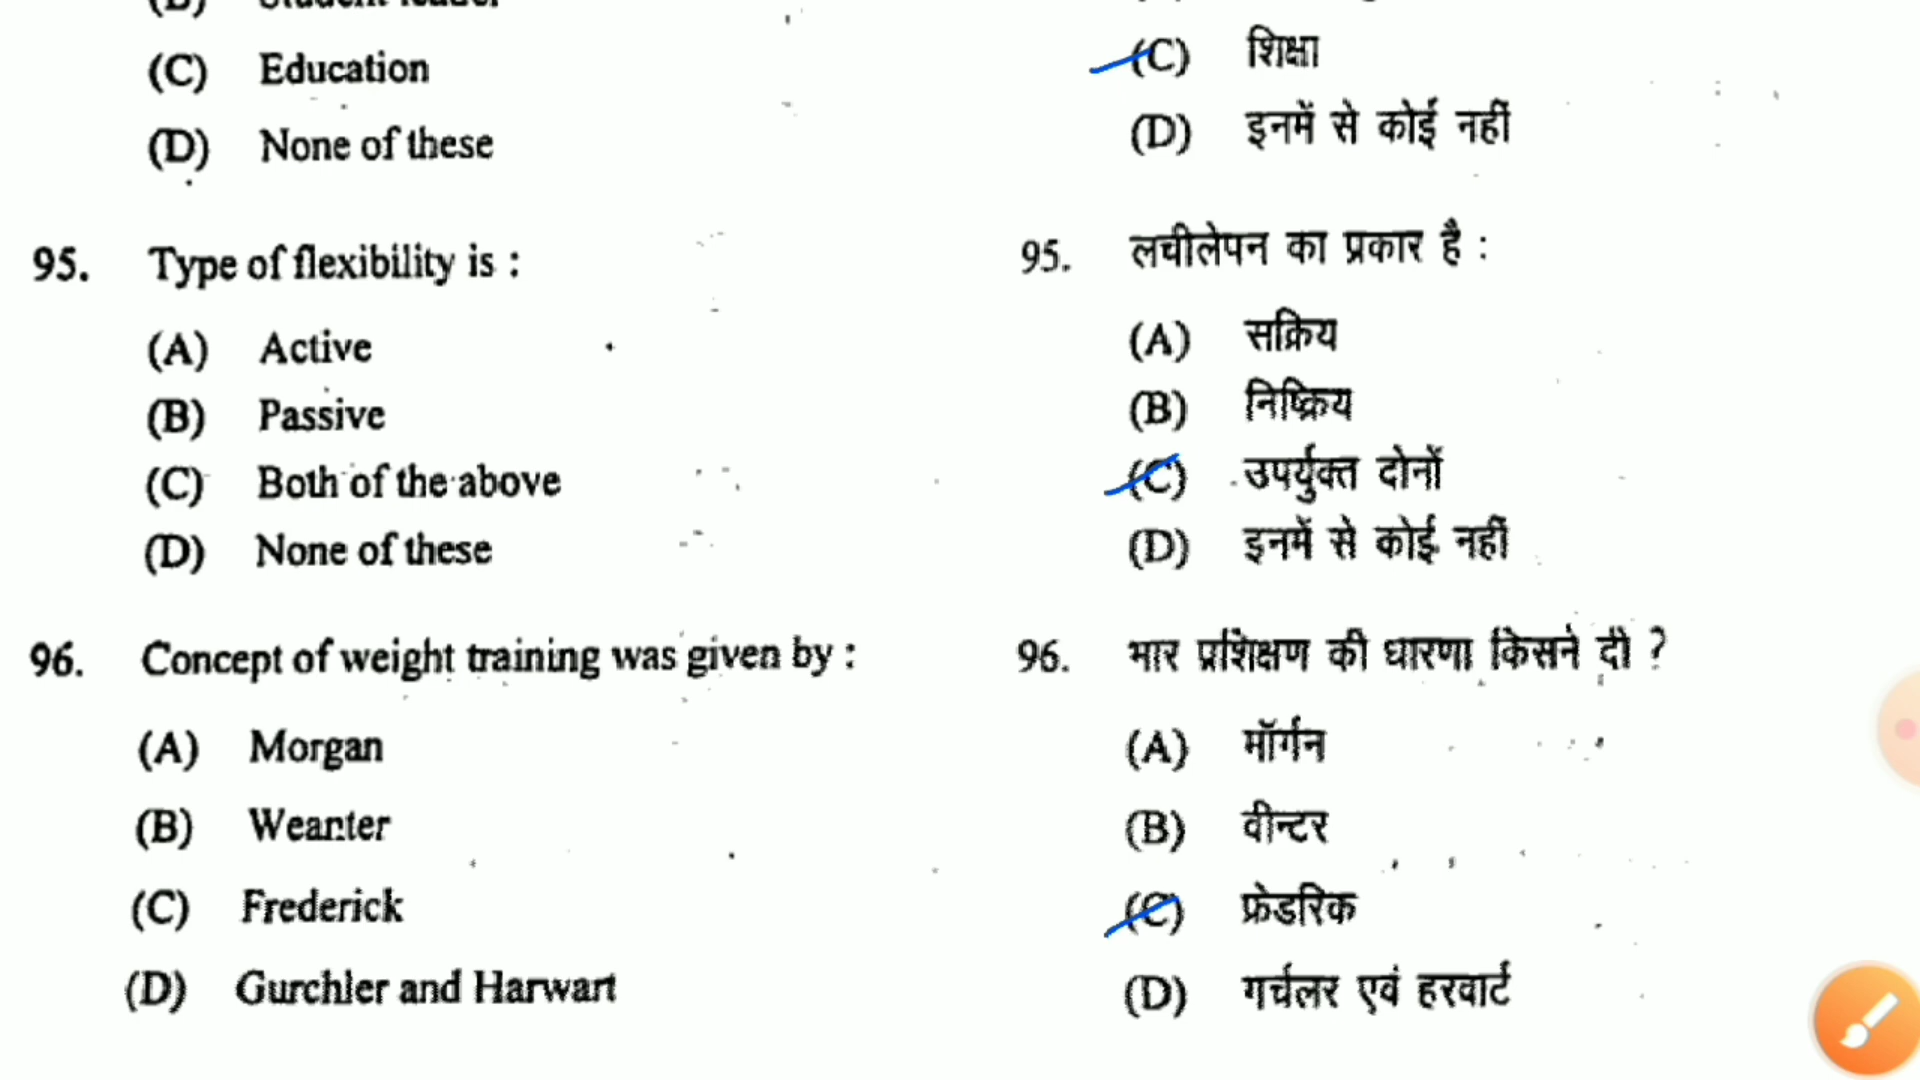 (B) Student leader
(C) Education
(D) None of these
95. Type of flexibility is :
(A) Active
(B) Passive
(C) Both of the above
(D) None of these
96. Concept of weight training was given by :
(A) Morgan
(B) Weanter
(C) Frederick
(D) Gurchler and Harwart
(C) शिक्षा
(D) इनमें से कोई नहीं
95. लचीलेपन का प्रकार है :
(A) सक्रिय
(B) निष्क्रिय
(C) उपर्युक्त दोनों
(D) इनमें से कोई नहीं
96. भार प्रशिक्षण की धारणा किसने दी ?
(A) मॉर्गन
(B) वीन्टर
(C) फ्रेडरिक
(D) गर्चलर एवं हरवार्ट